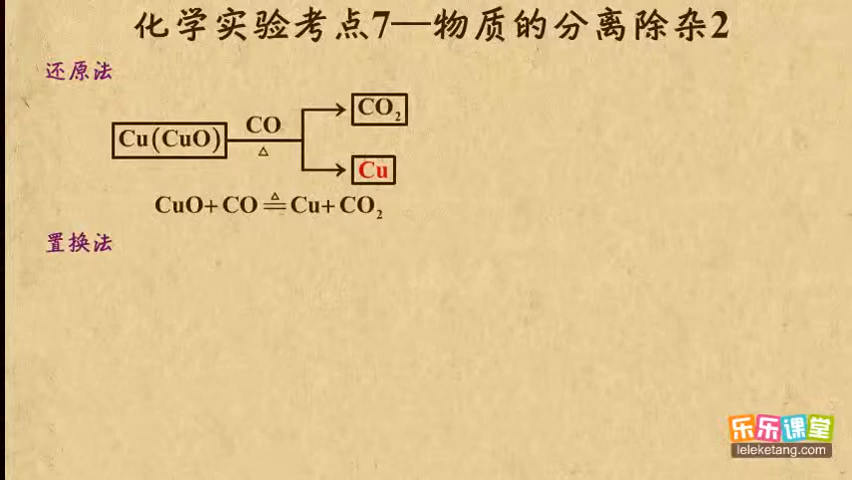 化学实验考点7—物质的分离除杂2
还原法
CO₂
Cu(CuO) CO
△
Cu
CuO+CO ≜ Cu+CO₂
置换法
乐乐课堂
leleketang.com